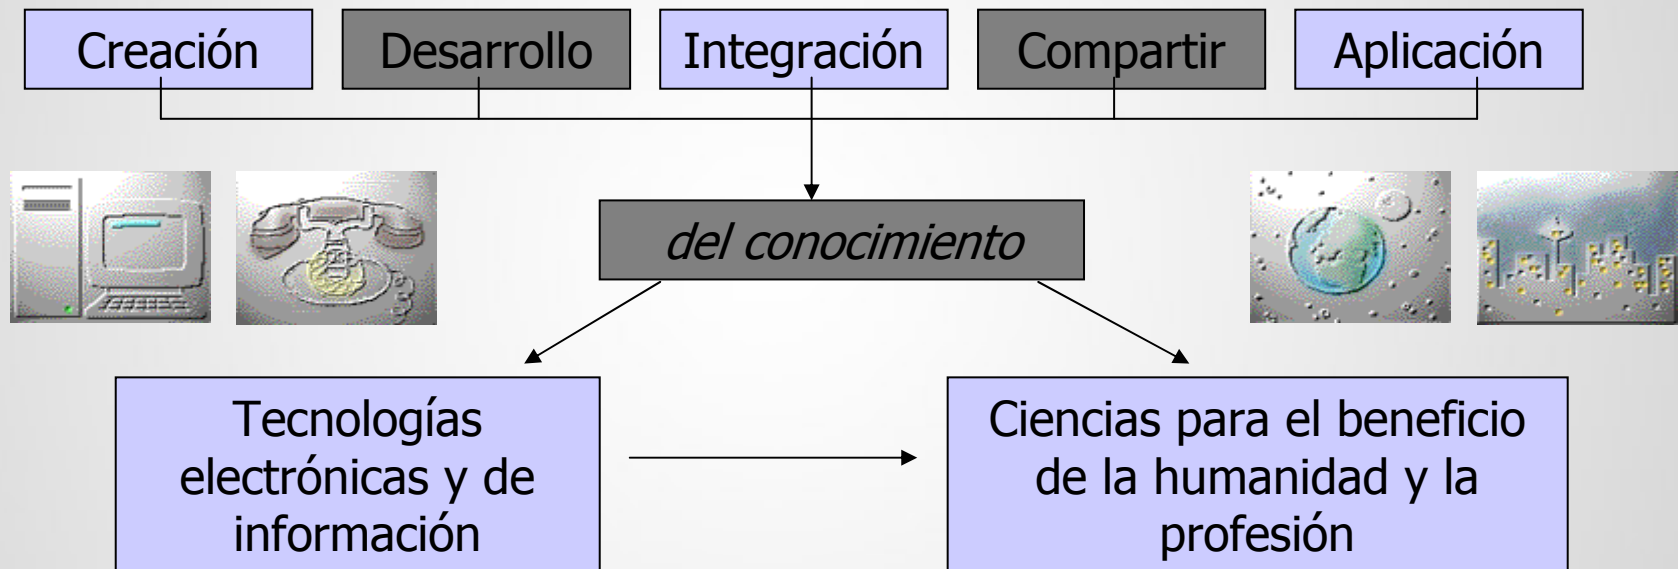 Creación
Desarrollo
Integración
Compartir
Aplicación
del conocimiento
Tecnologías
electrónicas y de
información
Ciencias para el beneficio
de la humanidad y la
profesión